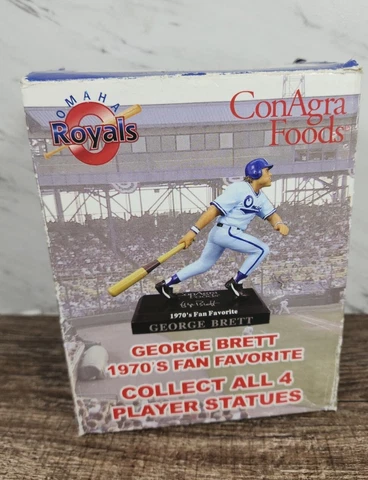 OMAHA
Royals
ConAgra
Foods
1970's Fan Favorite
GEORGE BRETT
GEORGE BRETT
1970'S FAN FAVORITE
COLLECT ALL 4
PLAYER STATUES